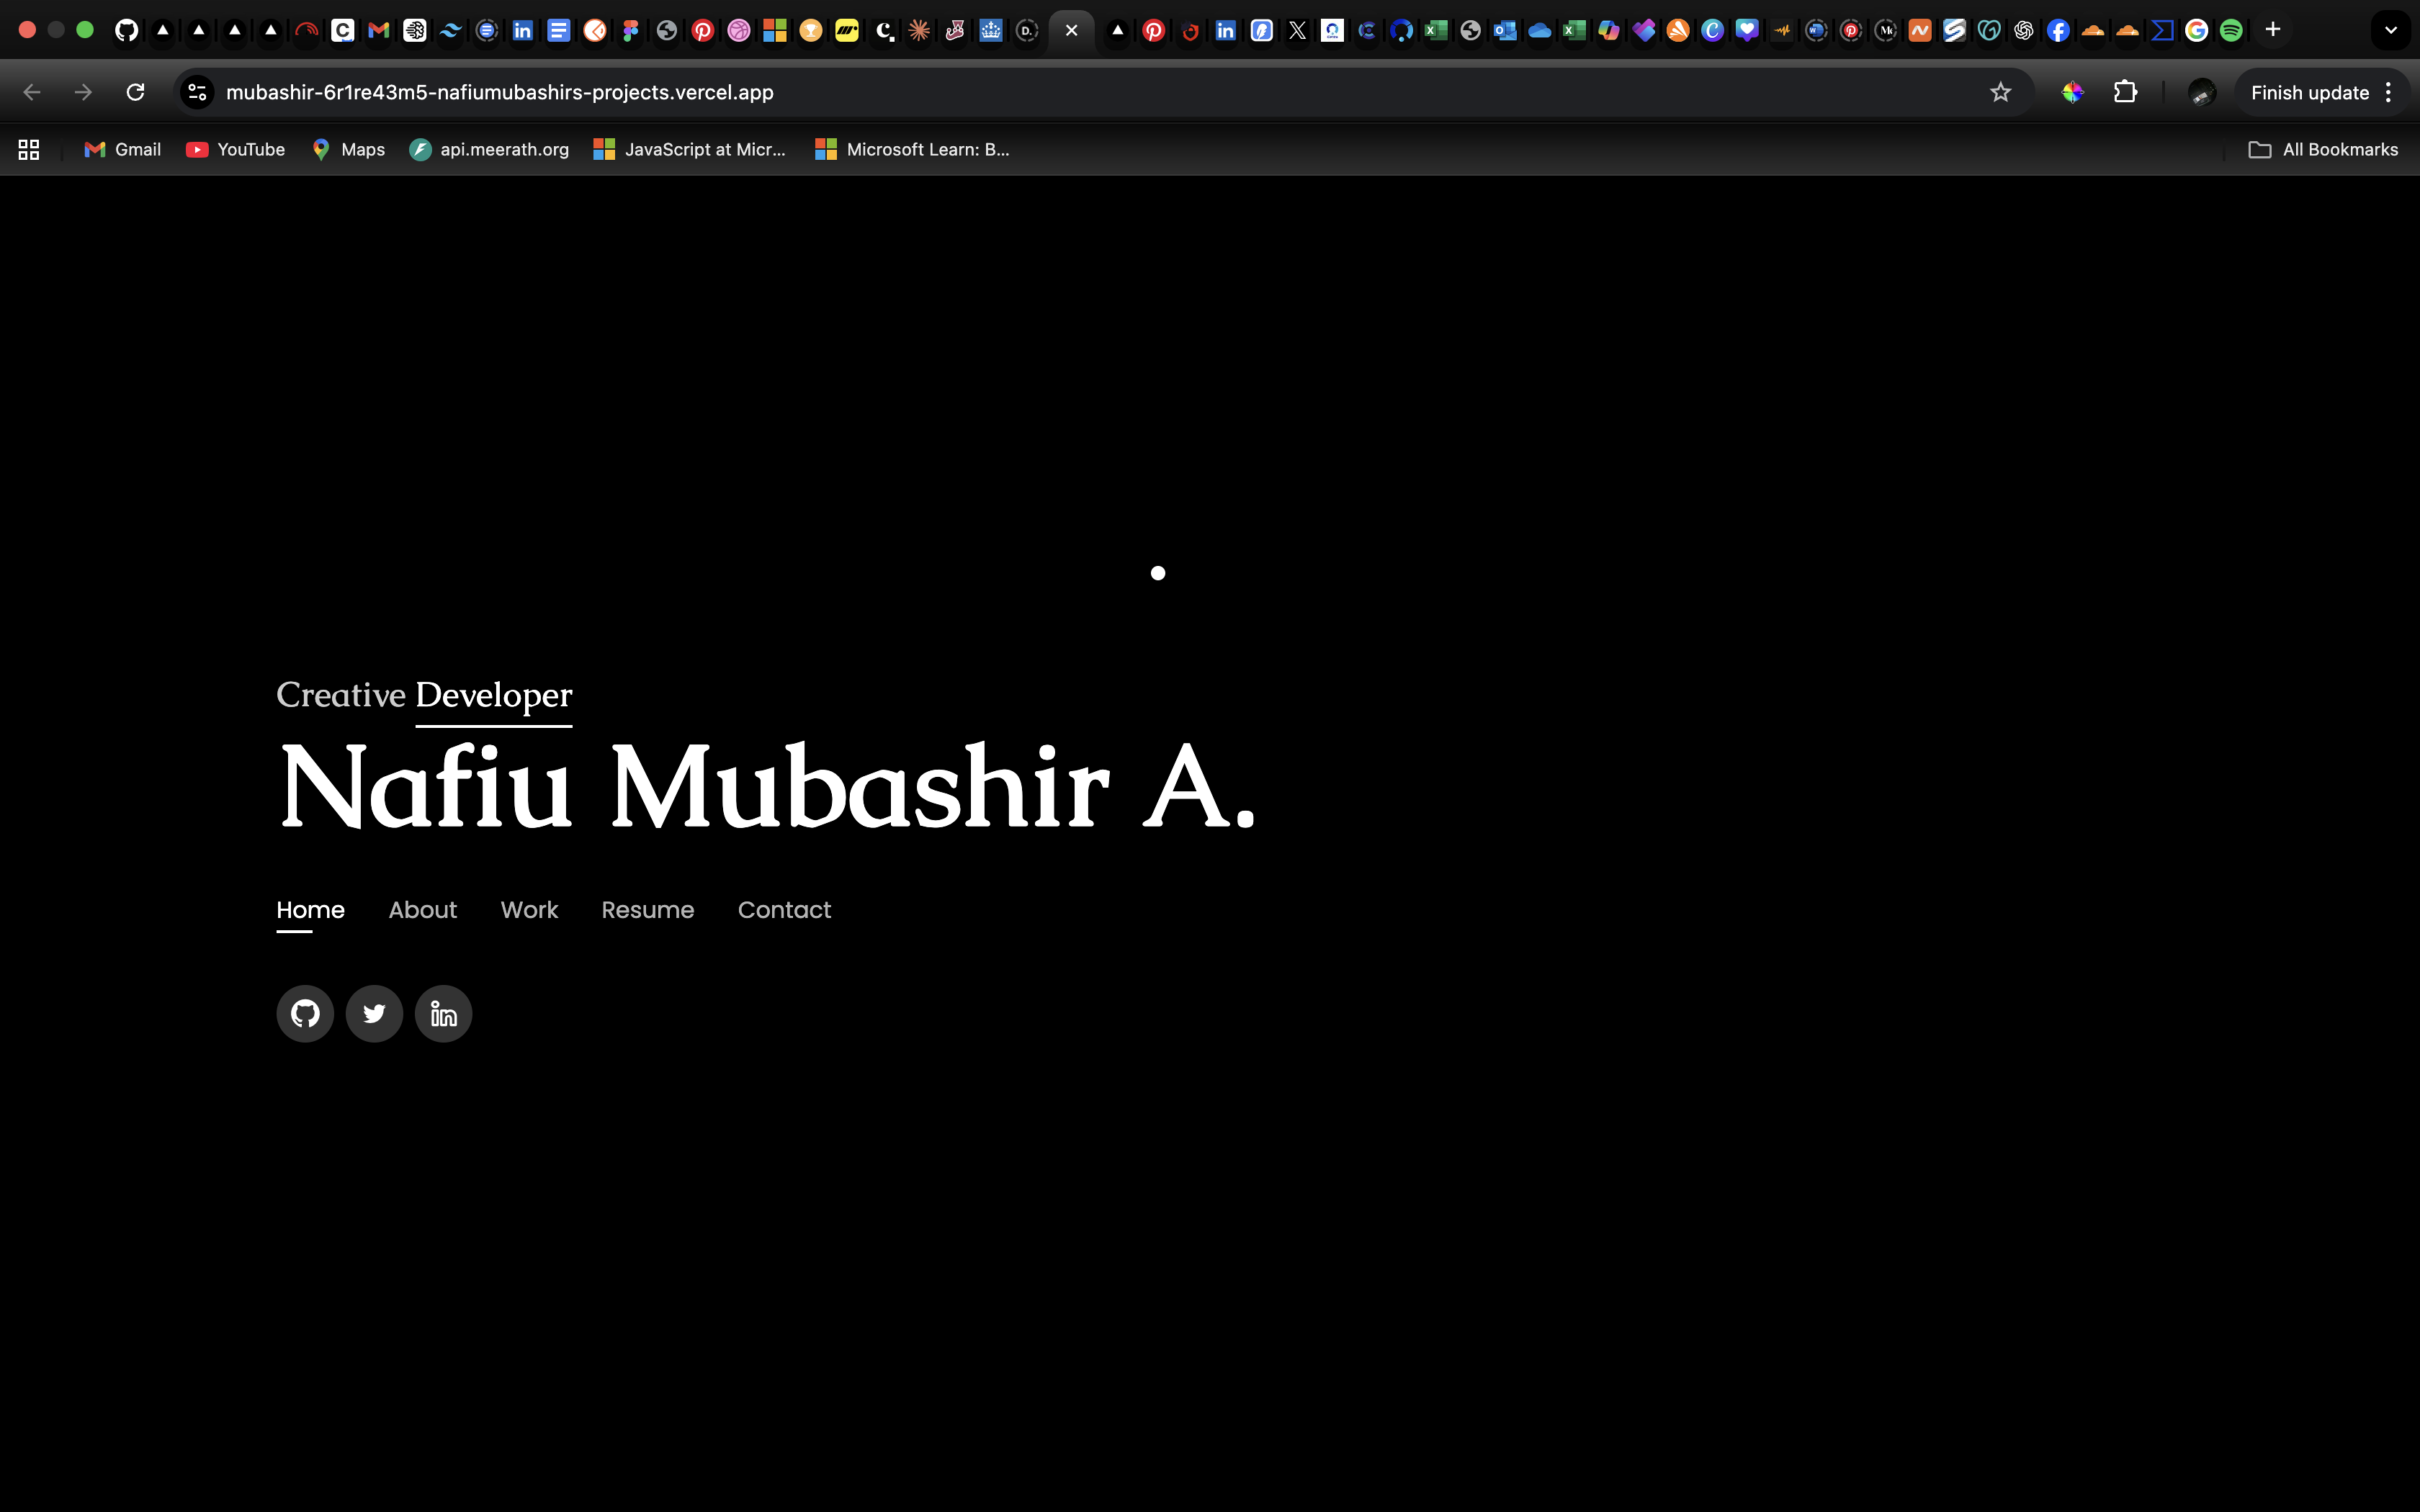 mubashir-6r1re43m5-nafiumubashirs-projects.vercel.app
Finish update
Gmail YouTube Maps api.meerath.org JavaScript at Micr... Microsoft Learn: B... All Bookmarks
Creative Developer
Nafiu Mubashir A.
Home About Work Resume Contact